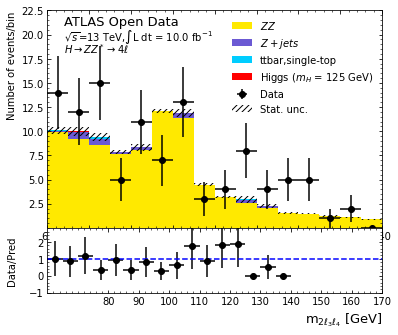 22.5
20.0
17.5
15.0
12.5
10.0
7.5
5.0
2.5
Number of events/bin
ATLAS Open Data
√s=13 TeV,∫L dt = 10.0 fb⁻¹
H → ZZ* → 4ℓ
ZZ
Z + jets
ttbar,single-top
Higgs (m_H = 125 GeV)
Data
Stat. unc.
2
1
0
−1
Data/Pred
80 90 100 110 120 130 140 150 160 170
m_2ℓ₃ℓ₄ [GeV]